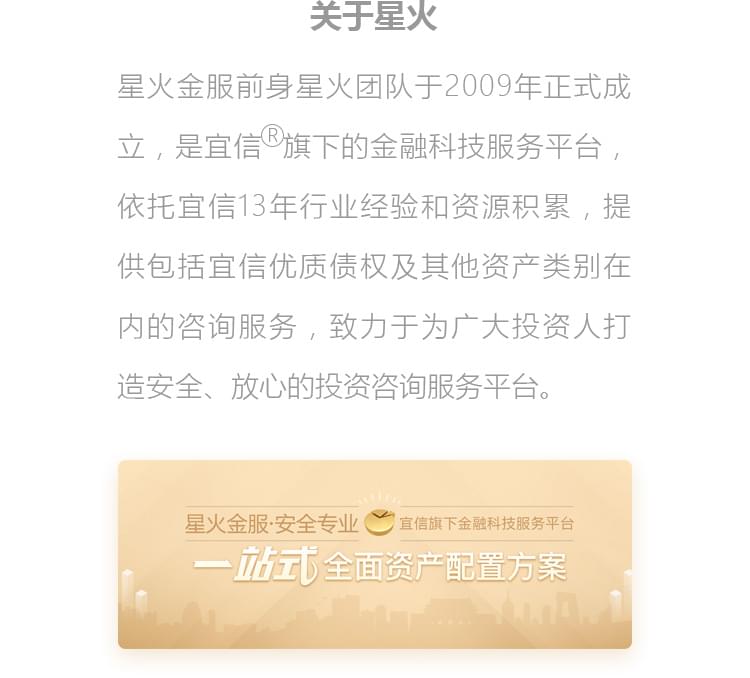 关于星火
星火金服前身星火团队于2009年正式成
立，是宜信®旗下的金融科技服务平台，
依托宜信13年行业经验和资源积累，提
供包括宜信优质债权及其他资产类别在
内的咨询服务，致力于为广大投资人打
造安全、放心的投资咨询服务平台。
星火金服·安全专业 宜信旗下金融科技服务平台
一站式 全面资产配置方案